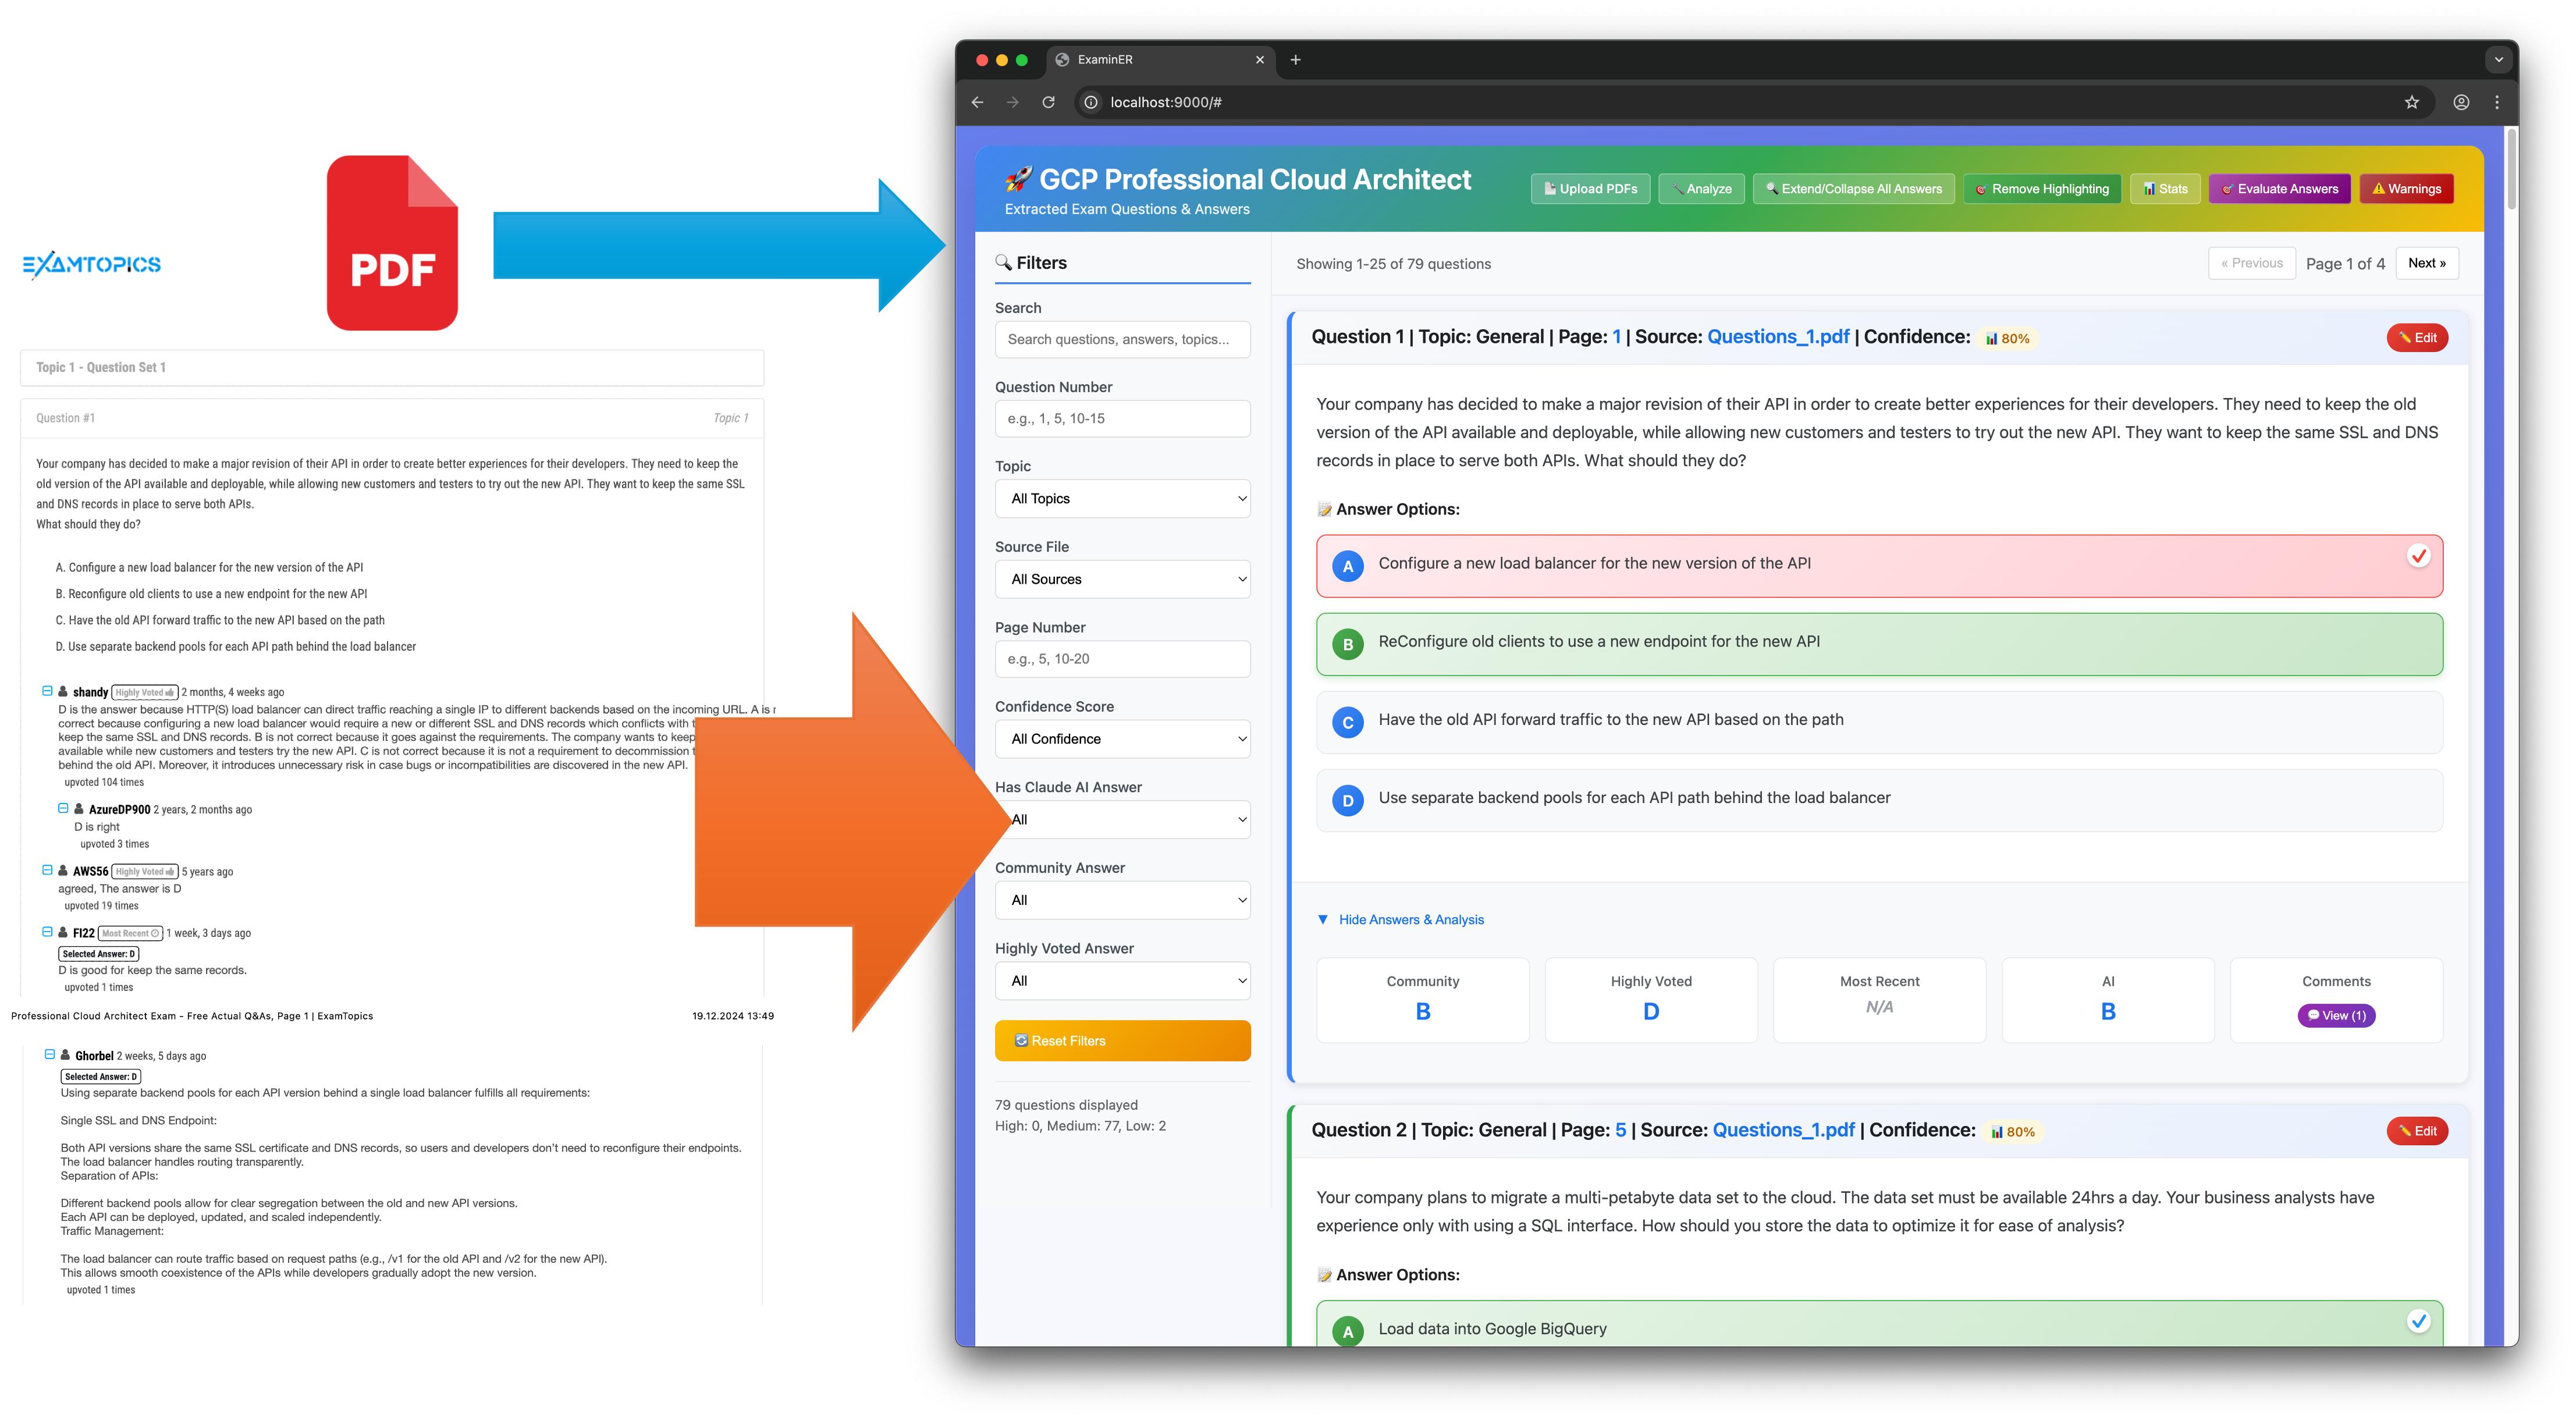 EXAMTOPICS
PDF
Topic 1 - Question Set 1
Question #1
Topic 1
Your company has decided to make a major revision of their API in order to create better experiences for their developers. They need to keep the
old version of the API available and deployable, while allowing new customers and testers to try out the new API. They want to keep the same SSL
and DNS records in place to serve both APIs.
What should they do?
A. Configure a new load balancer for the new version of the API
B. Reconfigure old clients to use a new endpoint for the new API
C. Have the old API forward traffic to the new API based on the path
D. Use separate backend pools for each API path behind the load balancer
shandy Highly Voted 2 months, 4 weeks ago
D is the answer because HTTP(S) load balancer can direct traffic reaching a single IP to different backends based on the incoming URL. A is
correct because configuring a new load balancer would require a new or different SSL and DNS records which conflicts with
keep the same SSL and DNS records. B is not correct because it goes against the requirements. The company wants to keep
available while new customers and testers try the new API. C is not correct because it is not a requirement to decommission
behind the old API. Moreover, it introduces unnecessary risk in case bugs or incompatibilities are discovered in the new API.
upvoted 104 times
AzureDP900 2 years, 2 months ago
D is right
upvoted 3 times
AWS56 Highly Voted 5 years ago
agreed, The answer is D
upvoted 19 times
FI22 Most Recent 1 week, 3 days ago
Selected Answer: D
D is good for keep the same records.
upvoted 1 times
Professional Cloud Architect Exam - Free Actual Q&As, Page 1 | ExamTopics
19.12.2024 13:49
Ghorbel 2 weeks, 5 days ago
Selected Answer: D
Using separate backend pools for each API version behind a single load balancer fulfills all requirements:
Single SSL and DNS Endpoint:
Both API versions share the same SSL certificate and DNS records, so users and developers don't need to reconfigure their endpoints.
The load balancer handles routing transparently.
Separation of APIs:
Different backend pools allow for clear segregation between the old and new API versions.
Each API can be deployed, updated, and scaled independently.
Traffic Management:
The load balancer can route traffic based on request paths (e.g., /v1 for the old API and /v2 for the new API).
This allows smooth coexistence of the APIs while developers gradually adopt the new version.
upvoted 1 times
ExaminER
localhost:9000/#
GCP Professional Cloud Architect
Extracted Exam Questions & Answers
Upload PDFs
Analyze
Extend/Collapse All Answers
Remove Highlighting
Stats
Evaluate Answers
Warnings
Filters
Search
Search questions, answers, topics...
Question Number
e.g., 1, 5, 10-15
Topic
All Topics
Source File
All Sources
Page Number
e.g., 5, 10-20
Confidence Score
All Confidence
Has Claude AI Answer
All
Community Answer
All
Highly Voted Answer
All
Reset Filters
79 questions displayed
High: 0, Medium: 77, Low: 2
Showing 1-25 of 79 questions
« Previous
Page 1 of 4
Next »
Question 1 | Topic: General | Page: 1 | Source: Questions_1.pdf | Confidence: 80%
Edit
Your company has decided to make a major revision of their API in order to create better experiences for their developers. They need to keep the old
version of the API available and deployable, while allowing new customers and testers to try out the new API. They want to keep the same SSL and DNS
records in place to serve both APIs. What should they do?
Answer Options:
A Configure a new load balancer for the new version of the API
B ReConfigure old clients to use a new endpoint for the new API
C Have the old API forward traffic to the new API based on the path
D Use separate backend pools for each API path behind the load balancer
Hide Answers & Analysis
Community
B
Highly Voted
D
Most Recent
N/A
AI
B
Comments
View (1)
Question 2 | Topic: General | Page: 5 | Source: Questions_1.pdf | Confidence: 80%
Edit
Your company plans to migrate a multi-petabyte data set to the cloud. The data set must be available 24hrs a day. Your business analysts have
experience only with using a SQL interface. How should you store the data to optimize it for ease of analysis?
Answer Options:
A Load data into Google BigQuery